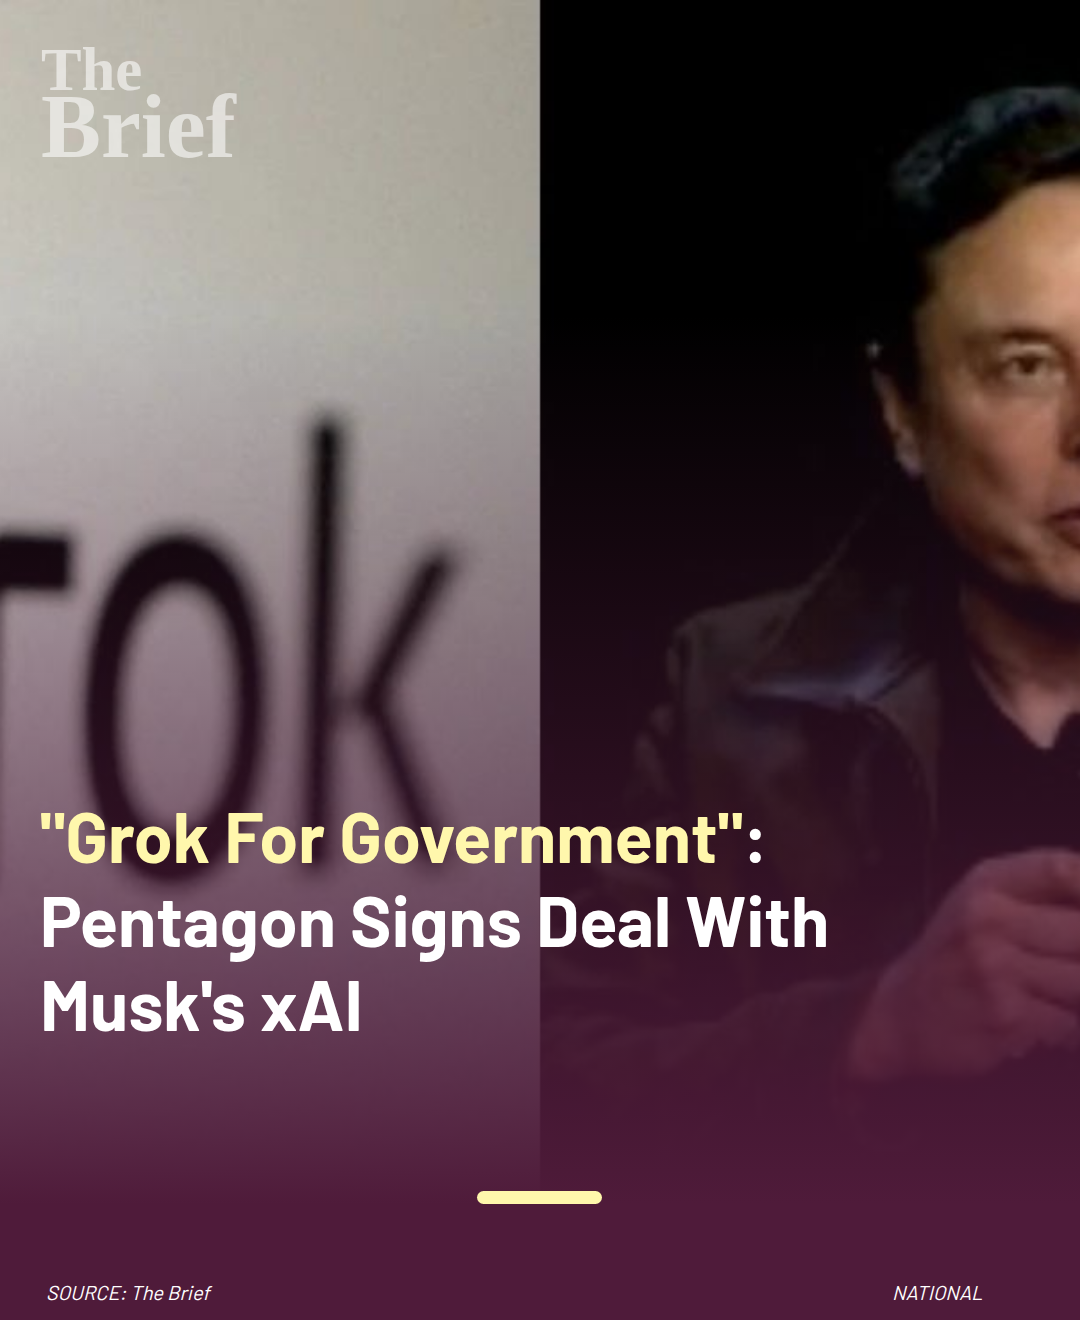 The
Brief
rok
"Grok For Government":
Pentagon Signs Deal With
Musk's xAI
SOURCE: The Brief
NATIONAL